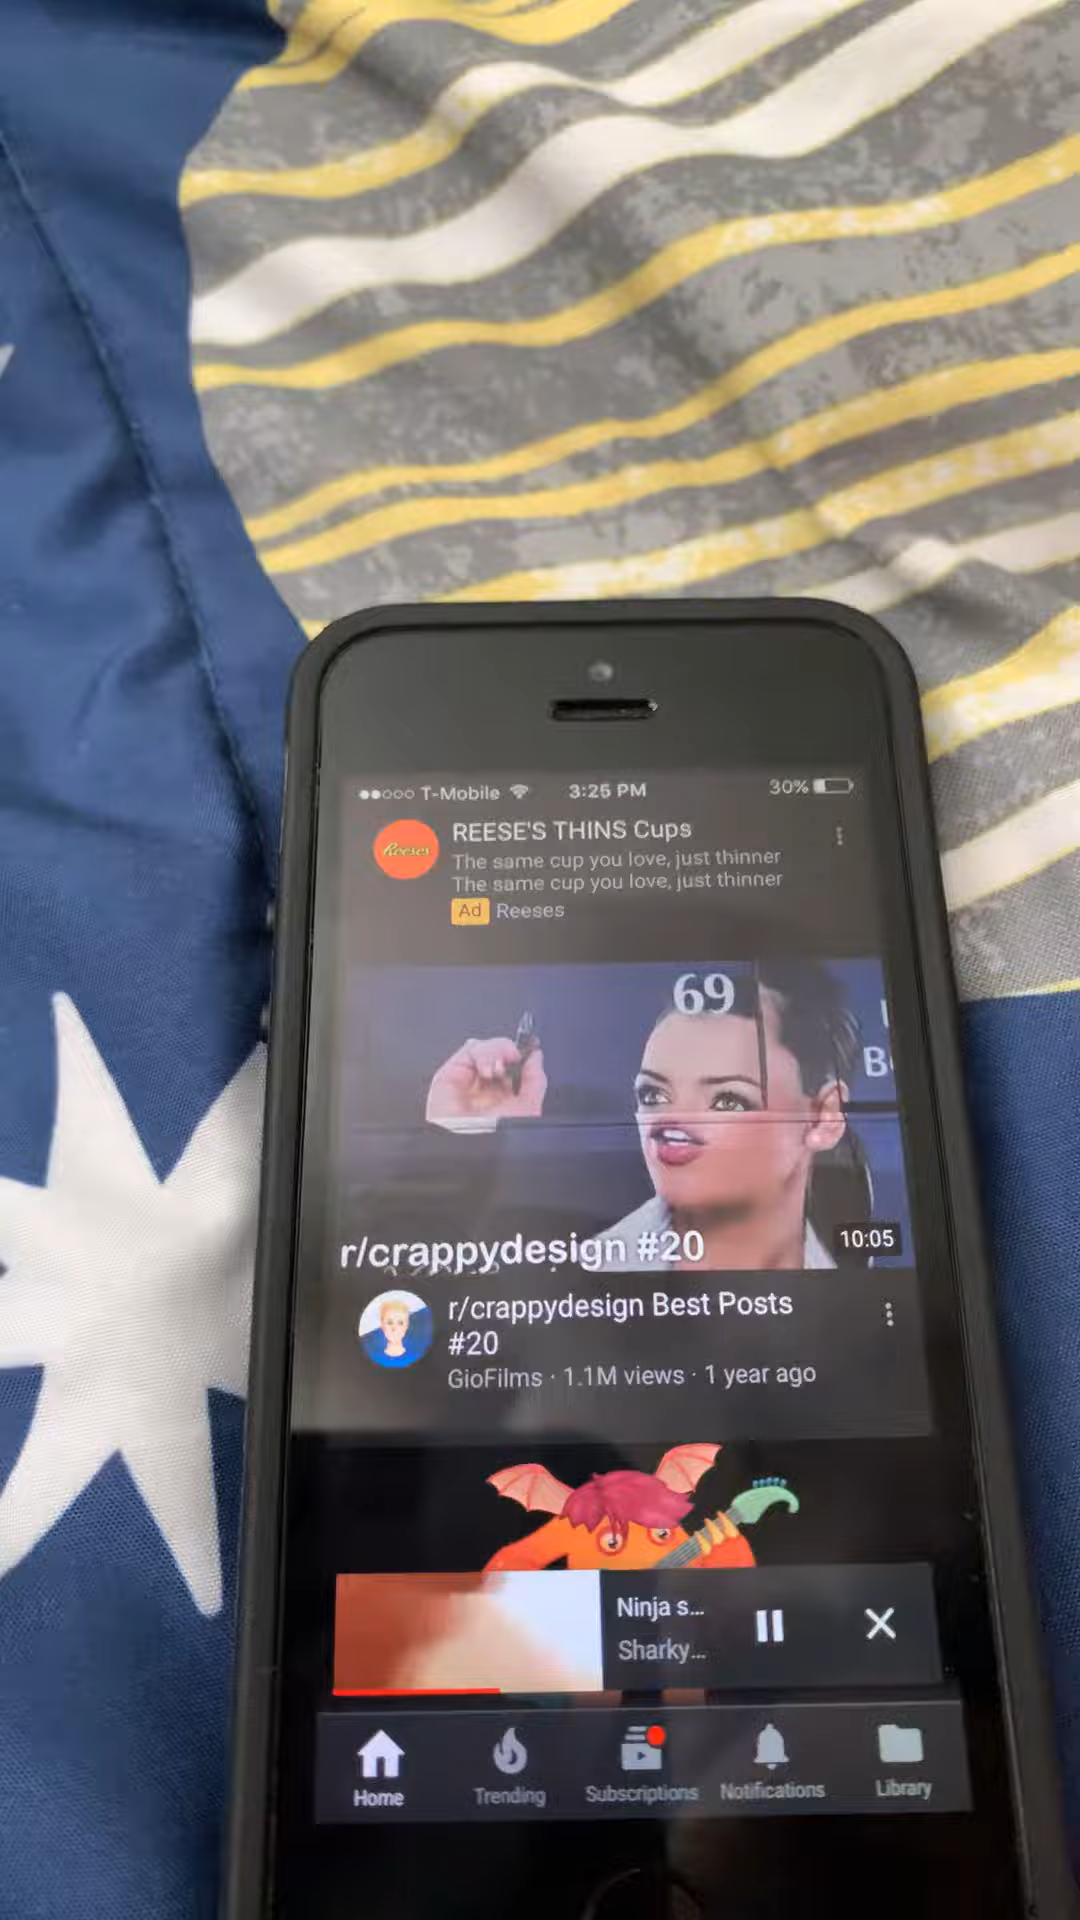 T-Mobile 3:25 PM 30%
REESE'S THINS Cups
Reeses
The same cup you love, just thinner
The same cup you love, just thinner
Ad Reeses
69
B
r/crappydesign #20
10:05
r/crappydesign Best Posts
#20
GioFilms · 1.1M views · 1 year ago
Ninja s...
Sharky...
Home Trending Subscriptions Notifications Library